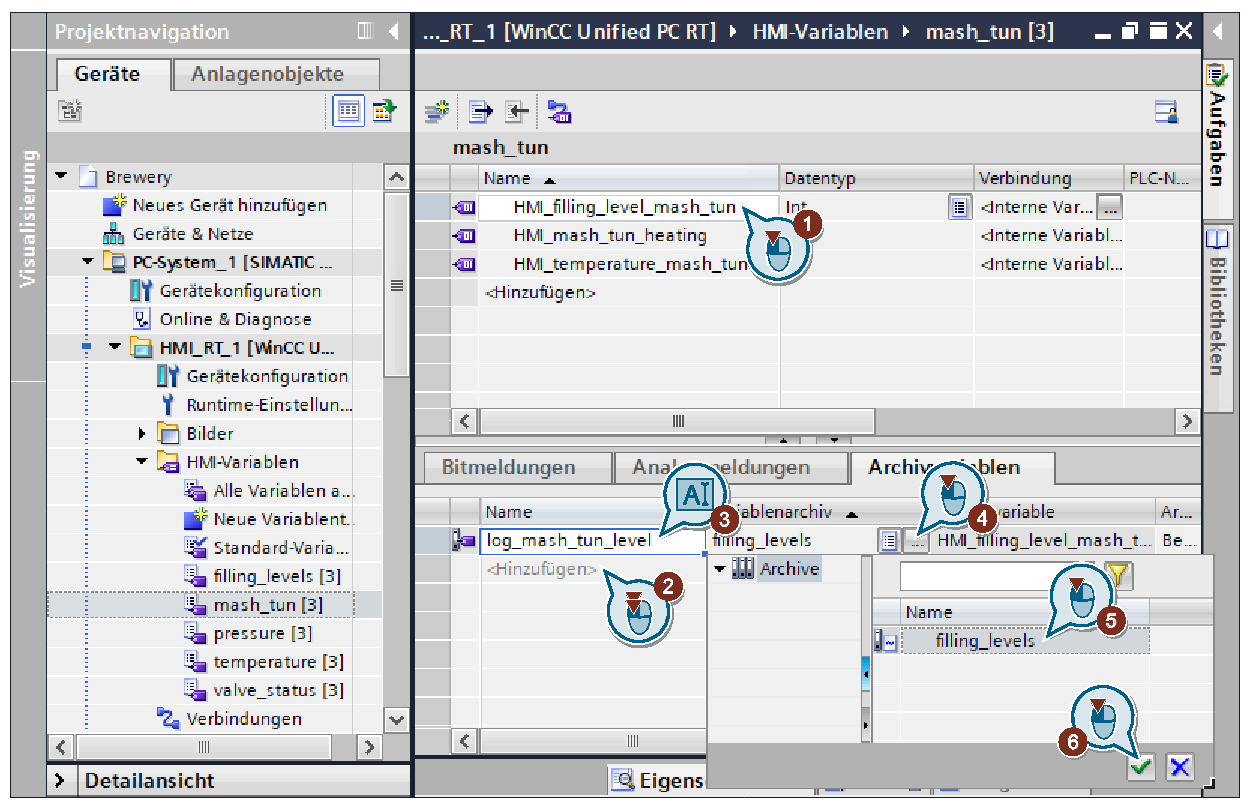 Projektnavigation
Geräte
Anlagenobjekte
Visualisierung
Brewery
Neues Gerät hinzufügen
Geräte & Netze
PC-System_1 [SIMATIC ...
Gerätekonfiguration
Online & Diagnose
HMI_RT_1 [WinCC U...
Gerätekonfiguration
Runtime-Einstellun...
Bilder
HMI-Variablen
Alle Variablen a...
Neue Variablent...
Standard-Varia...
filling_levels [3]
mash_tun [3]
pressure [3]
temperature [3]
valve_status [3]
Verbindungen
Detailansicht
..._RT_1 [WinCC Unified PC RT] HMI-Variablen mash_tun [3]
mash_tun
Name Datentyp Verbindung PLC-N...
HMI_filling_level_mash_tun Int <Interne Var... ...
HMI_mash_tun_heating <Interne Variabl...
HMI_temperature_mash_tun <Interne Variabl...
<Hinzufügen>
1
Bitmeldungen
Archiv
Name ablenarchiv variable Ar...
log_mash_tun_level filling_levels ... HMI_filling_level_mash_t... Be...
<Hinzufügen>
AI
3
4
2
Archive
Name
filling_levels
5
6
Eigens
Aufgaben
Bibliotheken